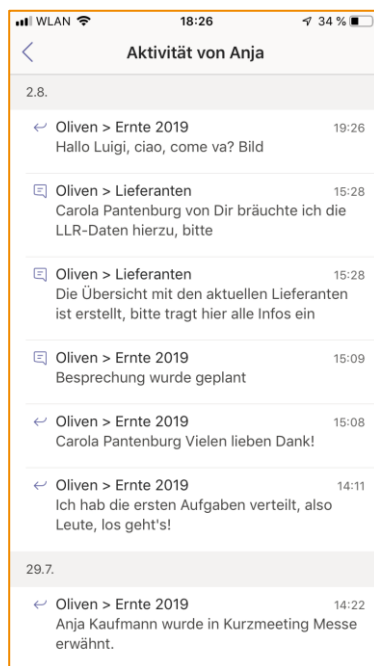 WLAN 18:26 34 %
Aktivität von Anja
2.8.
Oliven > Ernte 2019 19:26
Hallo Luigi, ciao, come va? Bild
Oliven > Lieferanten 15:28
Carola Pantenburg von Dir bräuchte ich die
LLR-Daten hierzu, bitte
Oliven > Lieferanten 15:28
Die Übersicht mit den aktuellen Lieferanten
ist erstellt, bitte tragt hier alle Infos ein
Oliven > Ernte 2019 15:09
Besprechung wurde geplant
Oliven > Ernte 2019 15:08
Carola Pantenburg Vielen lieben Dank!
Oliven > Ernte 2019 14:11
Ich hab die ersten Aufgaben verteilt, also
Leute, los geht's!
29.7.
Oliven > Ernte 2019 14:22
Anja Kaufmann wurde in Kurzmeeting Messe
erwähnt.